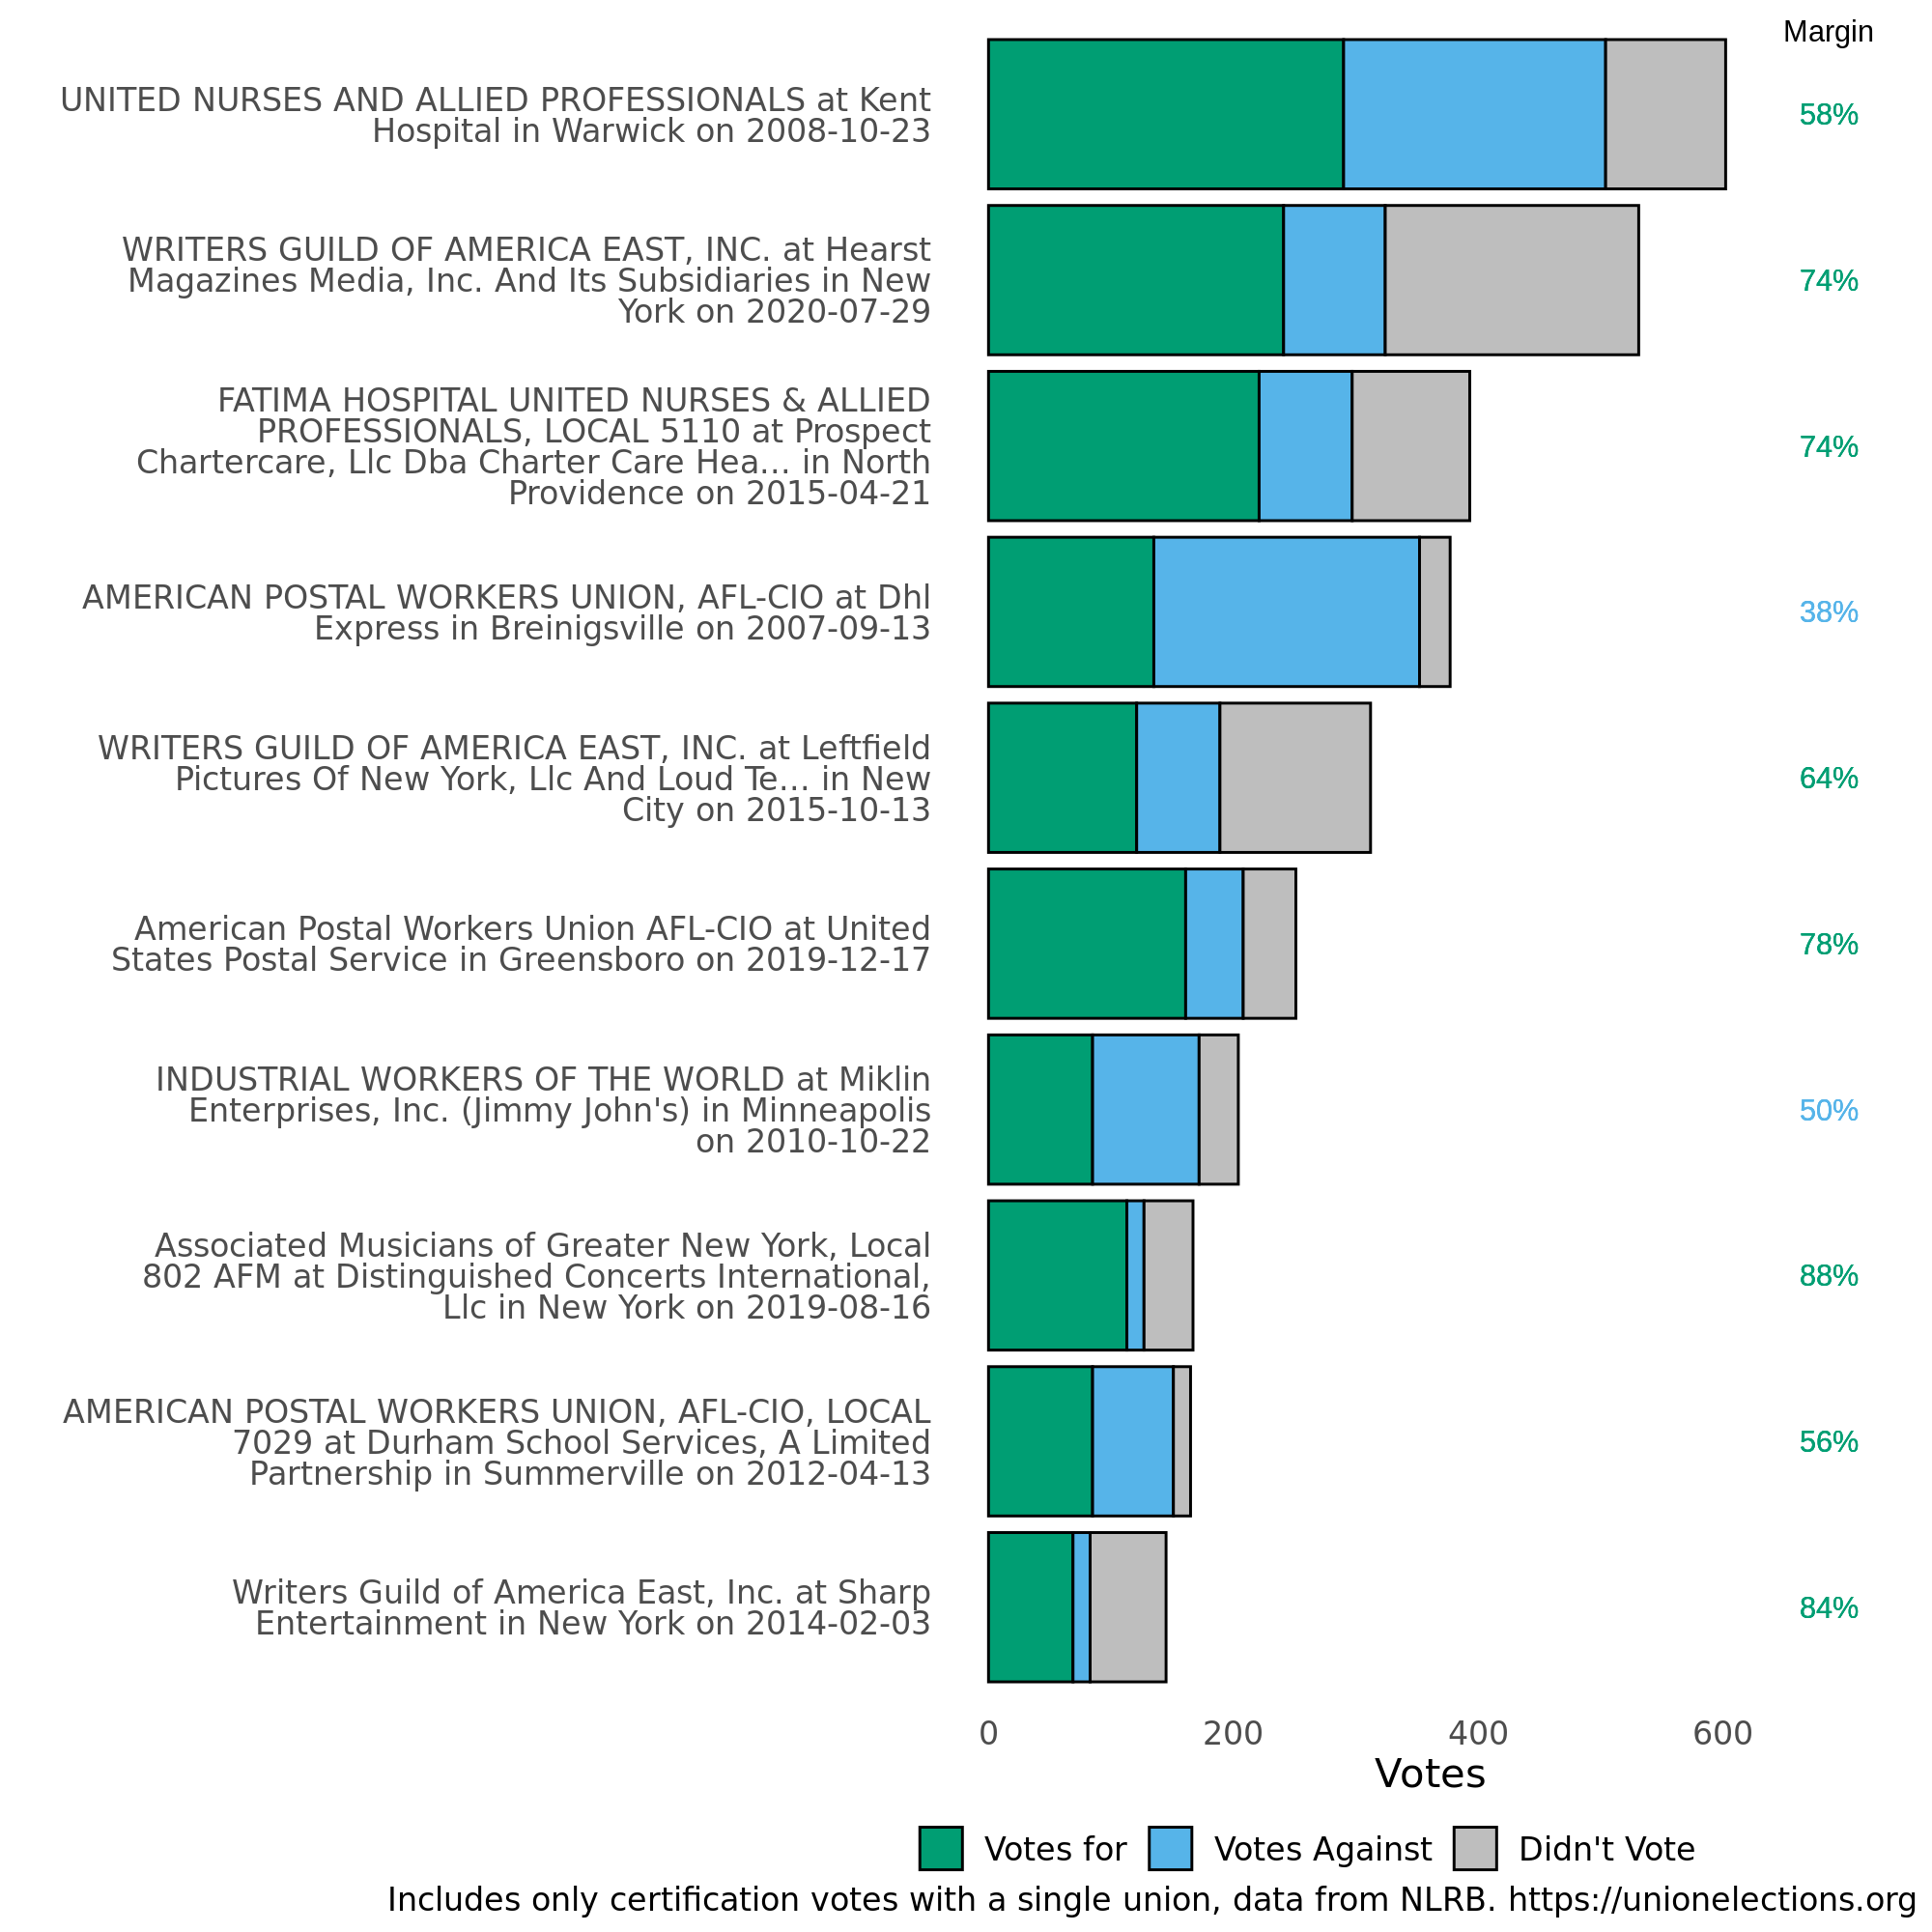 Margin
UNITED NURSES AND ALLIED PROFESSIONALS at Kent
Hospital in Warwick on 2008-10-23
58%
WRITERS GUILD OF AMERICA EAST, INC. at Hearst
Magazines Media, Inc. And Its Subsidiaries in New
York on 2020-07-29
74%
FATIMA HOSPITAL UNITED NURSES & ALLIED
PROFESSIONALS, LOCAL 5110 at Prospect
Chartercare, Llc Dba Charter Care Hea... in North
Providence on 2015-04-21
74%
AMERICAN POSTAL WORKERS UNION, AFL-CIO at Dhl
Express in Breinigsville on 2007-09-13
38%
WRITERS GUILD OF AMERICA EAST, INC. at Leftfield
Pictures Of New York, Llc And Loud Te... in New
City on 2015-10-13
64%
American Postal Workers Union AFL-CIO at United
States Postal Service in Greensboro on 2019-12-17
78%
INDUSTRIAL WORKERS OF THE WORLD at Miklin
Enterprises, Inc. (Jimmy John's) in Minneapolis
on 2010-10-22
50%
Associated Musicians of Greater New York, Local
802 AFM at Distinguished Concerts International,
Llc in New York on 2019-08-16
88%
AMERICAN POSTAL WORKERS UNION, AFL-CIO, LOCAL
7029 at Durham School Services, A Limited
Partnership in Summerville on 2012-04-13
56%
Writers Guild of America East, Inc. at Sharp
Entertainment in New York on 2014-02-03
84%
0 200 400 600
Votes
Votes for Votes Against Didn't Vote
Includes only certification votes with a single union, data from NLRB. https://unionelections.org